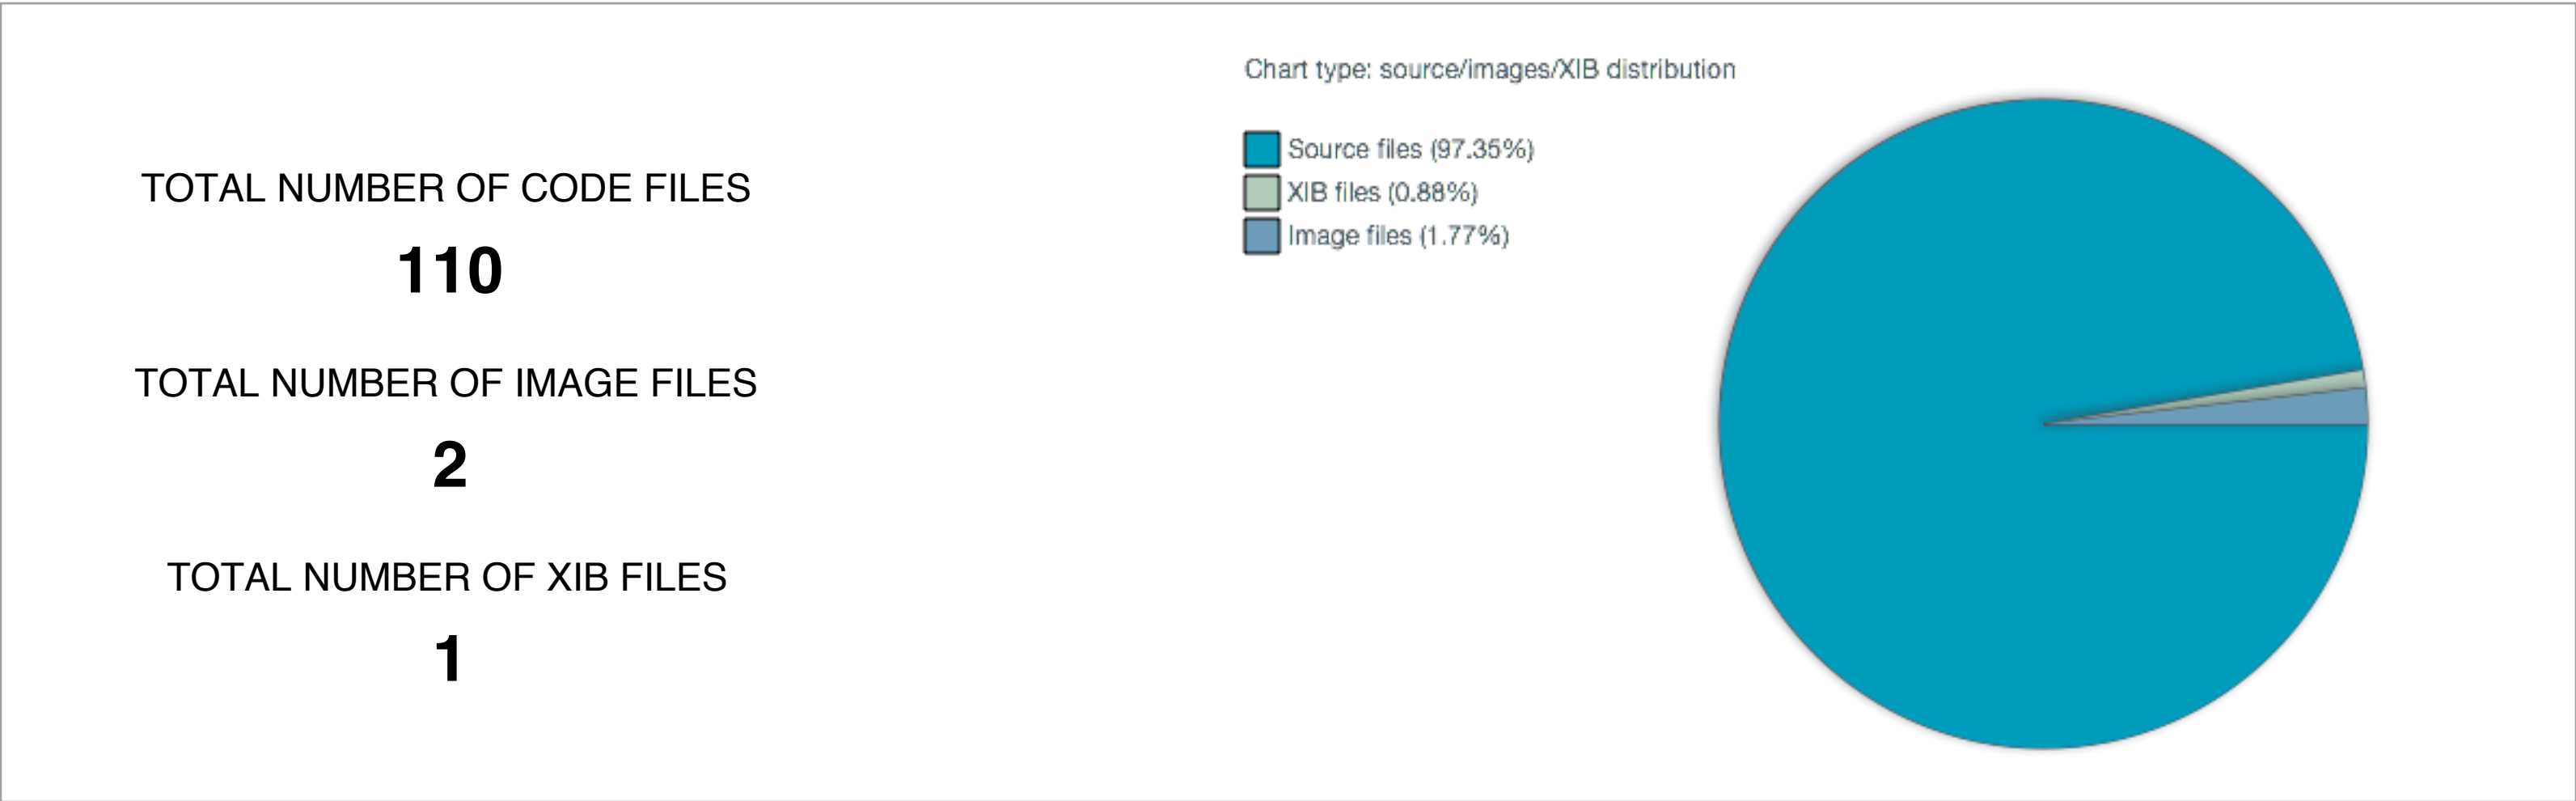 TOTAL NUMBER OF CODE FILES
110
TOTAL NUMBER OF IMAGE FILES
2
TOTAL NUMBER OF XIB FILES
1
Chart type: source/images/XIB distribution
Source files (97.35%)
XIB files (0.88%)
Image files (1.77%)